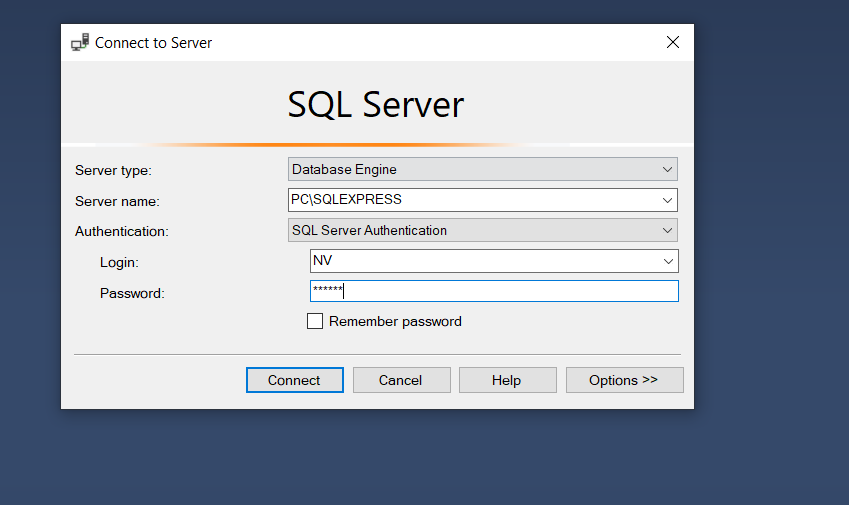 Connect to Server
SQL Server
Server type: Database Engine
Server name: PC\SQLEXPRESS
Authentication: SQL Server Authentication
Login: NV
Password: ******
Remember password
Connect Cancel Help Options >>